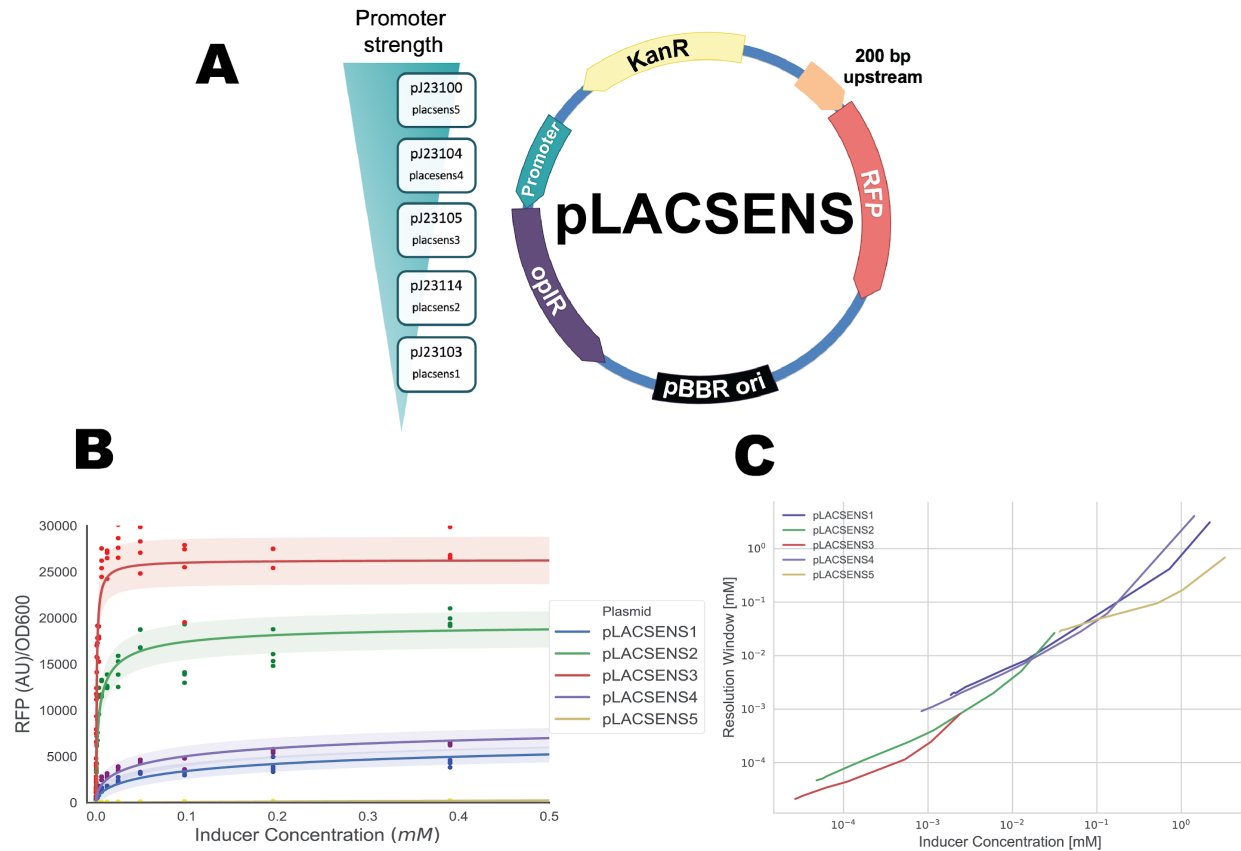 A
Promoter
strength
pJ23100
placsens5
pJ23104
placesens4
pJ23105
placsens3
pJ23114
placsens2
pJ23103
placsens1
KanR
200 bp
upstream
Promoter
RFP
pLACSENS
opIR
pBBR ori
B
RFP (AU)/OD600
30000
25000
20000
15000
10000
5000
0
0.0 0.1 0.2 0.3 0.4 0.5
Inducer Concentration (mM)
Plasmid
pLACSENS1
pLACSENS2
pLACSENS3
pLACSENS4
pLACSENS5
C
pLACSENS1
pLACSENS2
pLACSENS3
pLACSENS4
pLACSENS5
Resolution Window [mM]
10⁰
10⁻¹
10⁻²
10⁻³
10⁻⁴
10⁻⁴ 10⁻³ 10⁻² 10⁻¹ 10⁰
Inducer Concentration [mM]